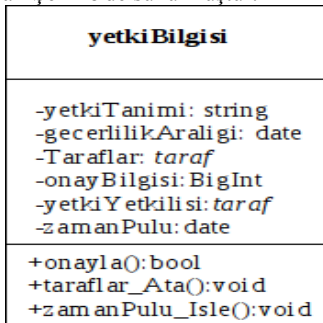 yetkiBilgisi
-yetkiTanimi: string
-gecerlilikAraligi: date
-Taraflar: taraf
-onayBilgisi: BigInt
-yetkiYetkilisi: taraf
-zamanPulu: date
+onayla():bool
+taraflar_Ata():void
+zamanPulu_Isle():void